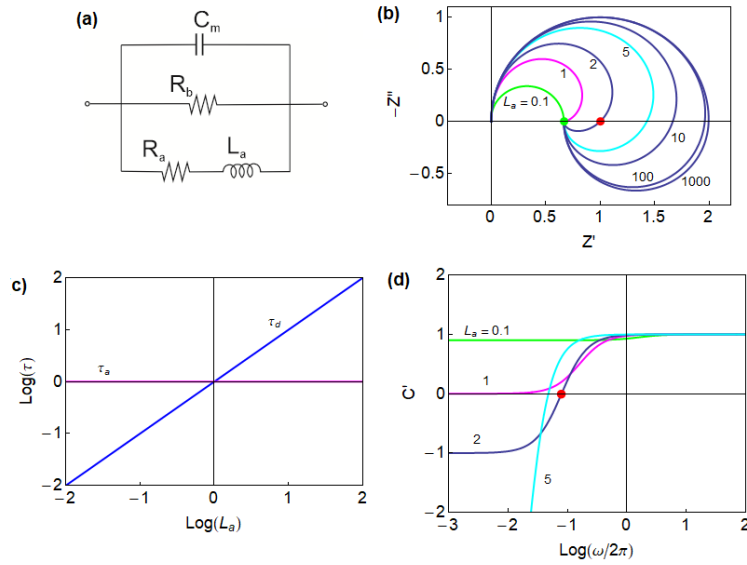 (a)
C_m
R_b
R_a
L_a
(b)
−Z''
1
0.5
0
−0.5
L_a = 0.1
1
2
5
10
100
1000
0
0.5
1
1.5
2
Z'
c)
Log(τ)
2
1
0
−1
−2
τ_a
τ_d
−2
−1
0
1
2
Log(L_a)
(d)
C'
2
1
0
−1
−2
L_a = 0.1
1
2
5
−3
−2
−1
0
1
2
Log(ω/2π)